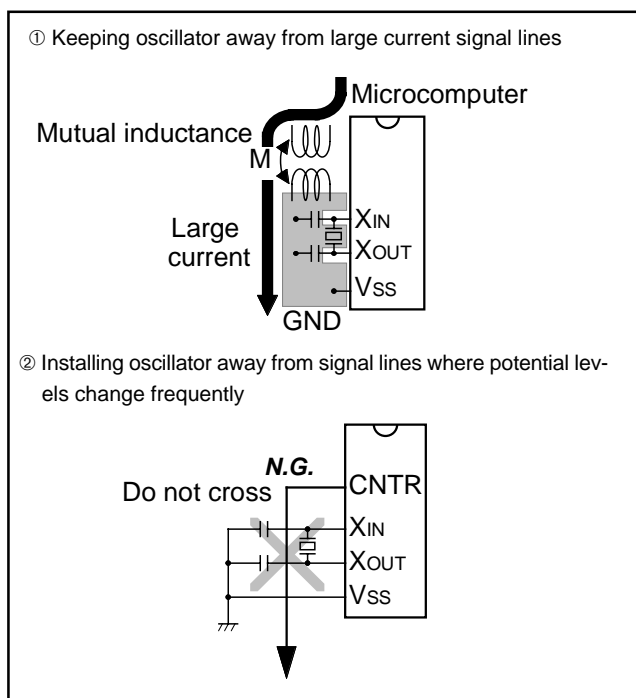 ① Keeping oscillator away from large current signal lines
Microcomputer
Mutual inductance
M
Large
current
XIN
XOUT
VSS
GND
② Installing oscillator away from signal lines where potential lev-
els change frequently
N.G.
Do not cross
CNTR
XIN
XOUT
VSS